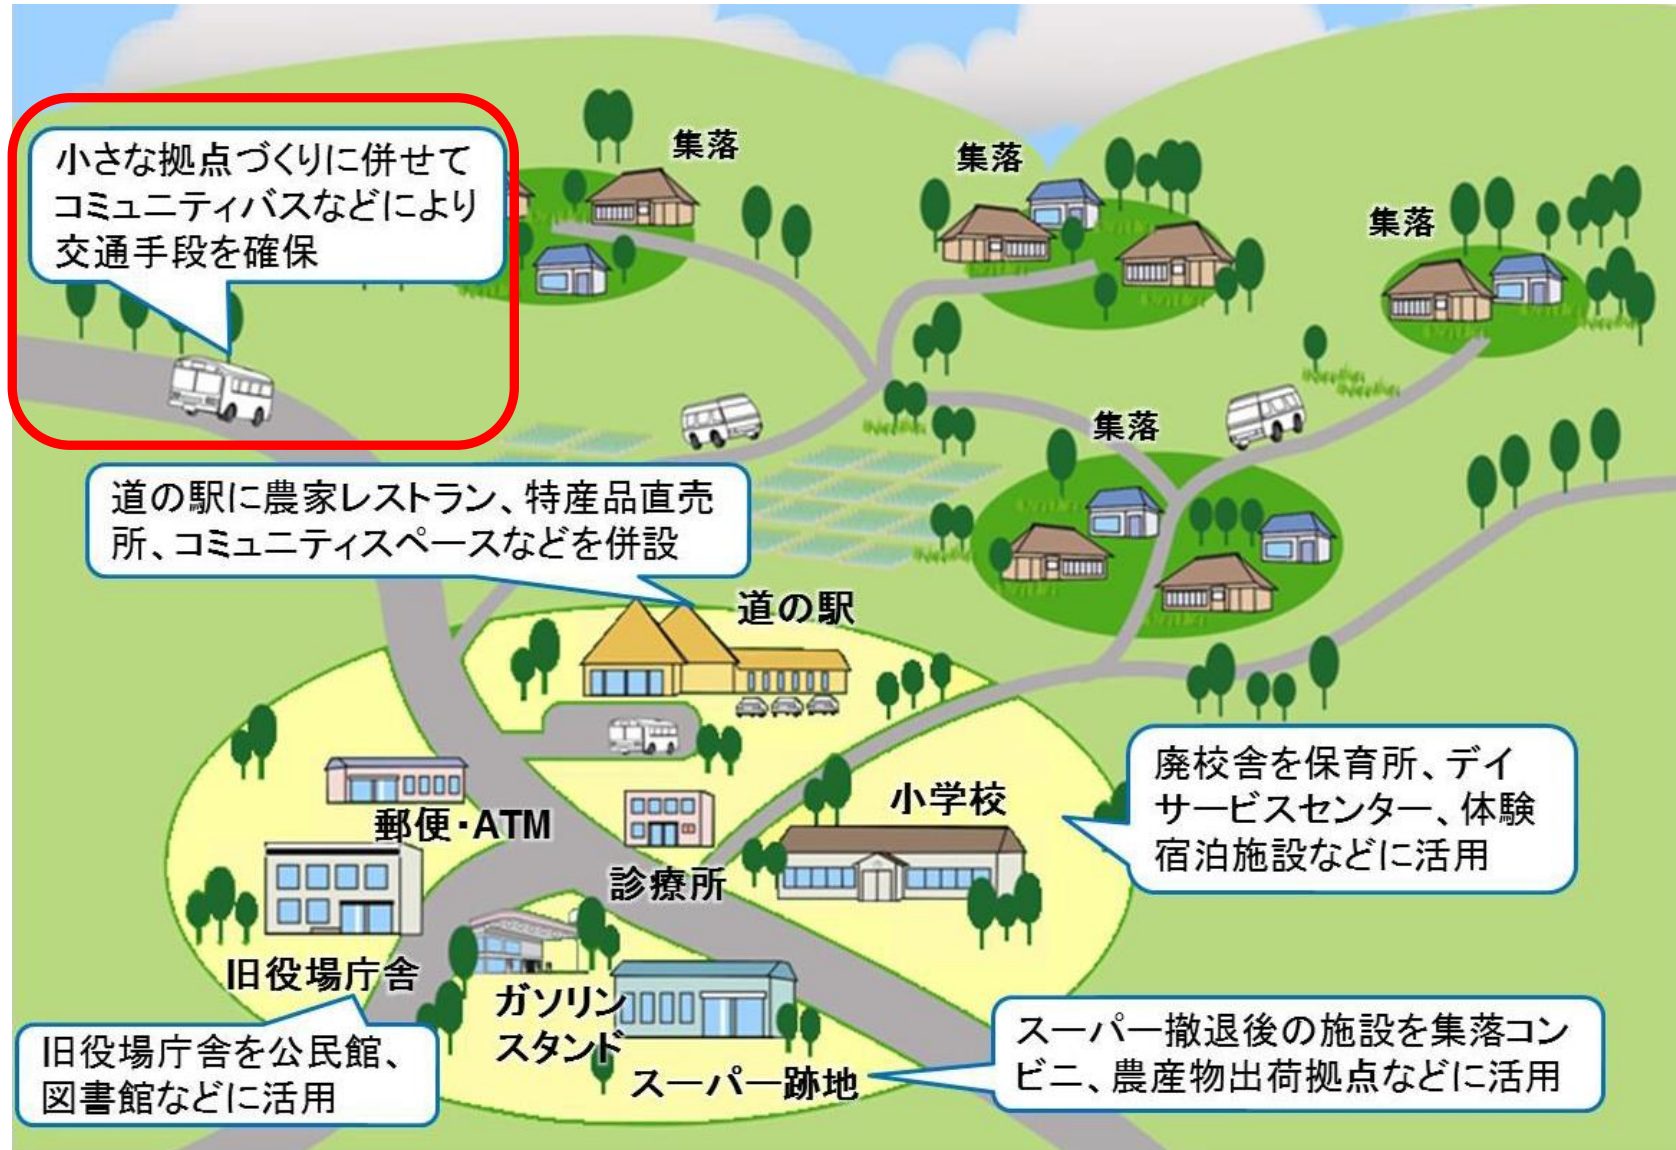 小さな拠点づくりに併せて
コミュニティバスなどにより
交通手段を確保
集落
集落
集落
集落
道の駅に農家レストラン、特産品直売
所、コミュニティスペースなどを併設
道の駅
郵便・ATM
診療所
小学校
廃校舎を保育所、デイ
サービスセンター、体験
宿泊施設などに活用
旧役場庁舎
ガソリン
スタンド
スーパー跡地
旧役場庁舎を公民館、
図書館などに活用
スーパー撤退後の施設を集落コン
ビニ、農産物出荷拠点などに活用